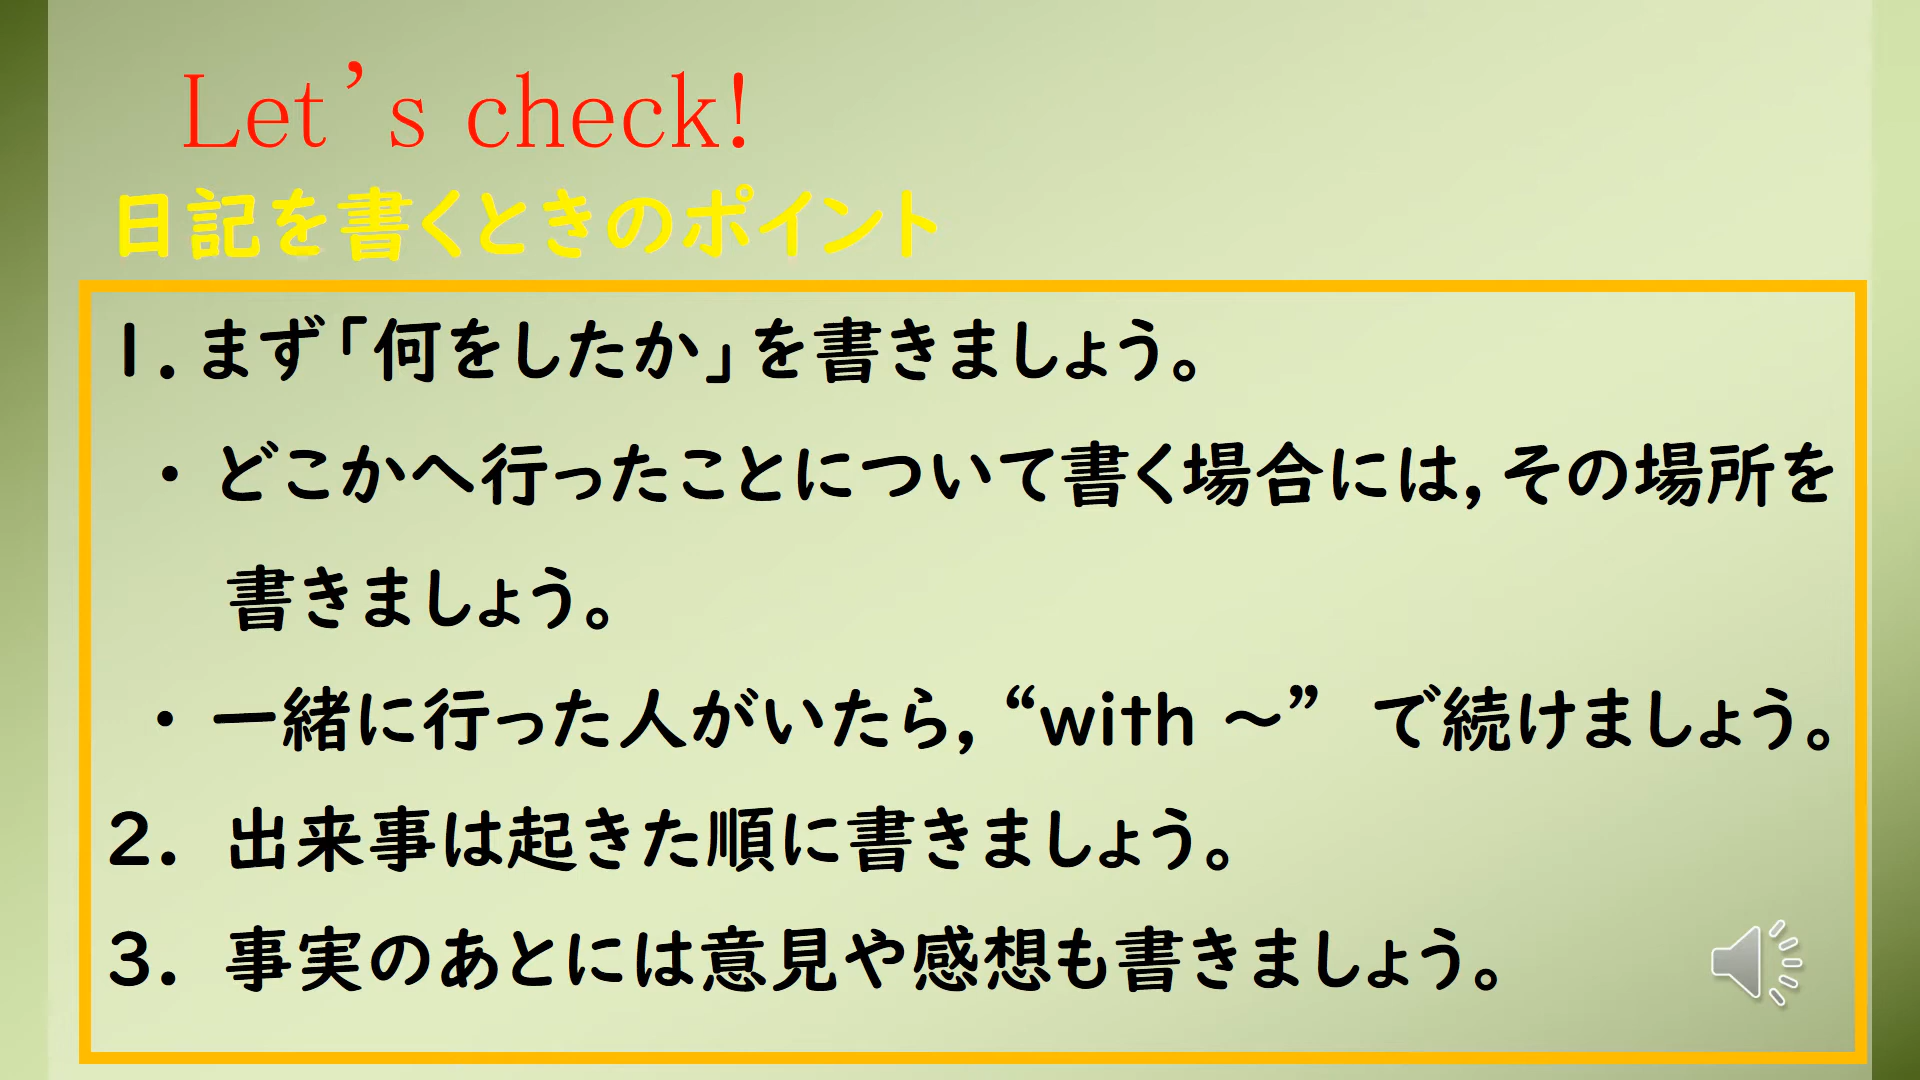 Let’s check!
日記を書くときのポイント
1.まず「何をしたか」を書きましょう。
・どこかへ行ったことについて書く場合には,その場所を
書きましょう。
・一緒に行った人がいたら,“with ～” で続けましょう。
2. 出来事は起きた順に書きましょう。
3. 事実のあとには意見や感想も書きましょう。